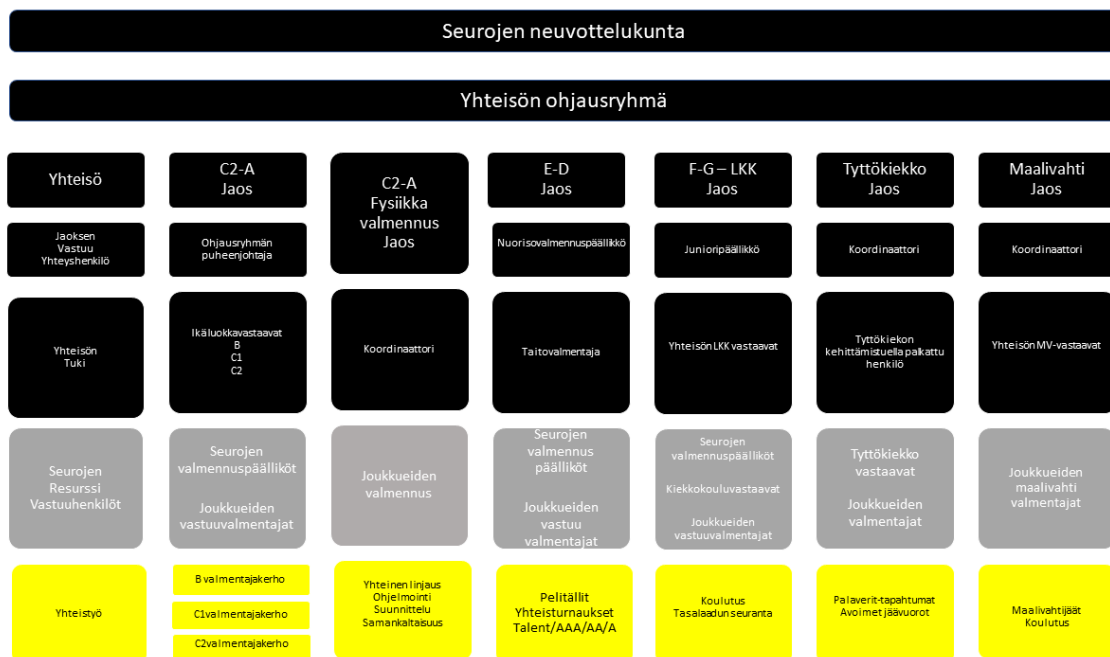 Seurojen neuvottelukunta
Yhteisön ohjausryhmä
Yhteisö
C2-A
Jaos
C2-A
Fysiikka
valmennus
Jaos
E-D
Jaos
F-G – LKK
Jaos
Tyttökiekko
Jaos
Maalivahti
Jaos
Jaoksen
Vastuu
Yhteyshenkilö
Ohjausryhmän
puheenjohtaja
Nuorisovalmennuspäällikkö
Junioripäällikkö
Koordinaattori
Koordinaattori
Yhteisön
Tuki
Ikäluokkavastaavat
B
C1
C2
Koordinaattori
Taitovalmentaja
Yhteisön LKK vastaavat
Tyttökiekon
kehittämistuella palkattu
henkilö
Yhteisön MV-vastaavat
Seurojen
Resurssi
Vastuuhenkilöt
Seurojen
valmennuspäälliköt
Joukkueiden
vastuuvalmentajat
Joukkueiden
valmennus
Seurojen
valmennus
päälliköt
Joukkueiden
vastuu
valmentajat
Seurojen
valmennuspäälliköt
Kiekkokouluvastaavat
Joukkueiden
vastuuvalmentajat
Tyttökiekko
vastaavat
Joukkueiden
valmentajat
Joukkueiden
maalivahti
valmentajat
Yhteistyö
B valmentajakerho
C1valmentajakerho
C2valmentajakerho
Yhteinen linjaus
Ohjelmointi
Suunnittelu
Samankaltaisuus
Pelitällit
Yhteisturnaukset
Talent/AAA/AA/A
Koulutus
Tasalaadun seuranta
Palaverit-tapahtumat
Avoimet jäävuorot
Maalivahtijäät
Koulutus